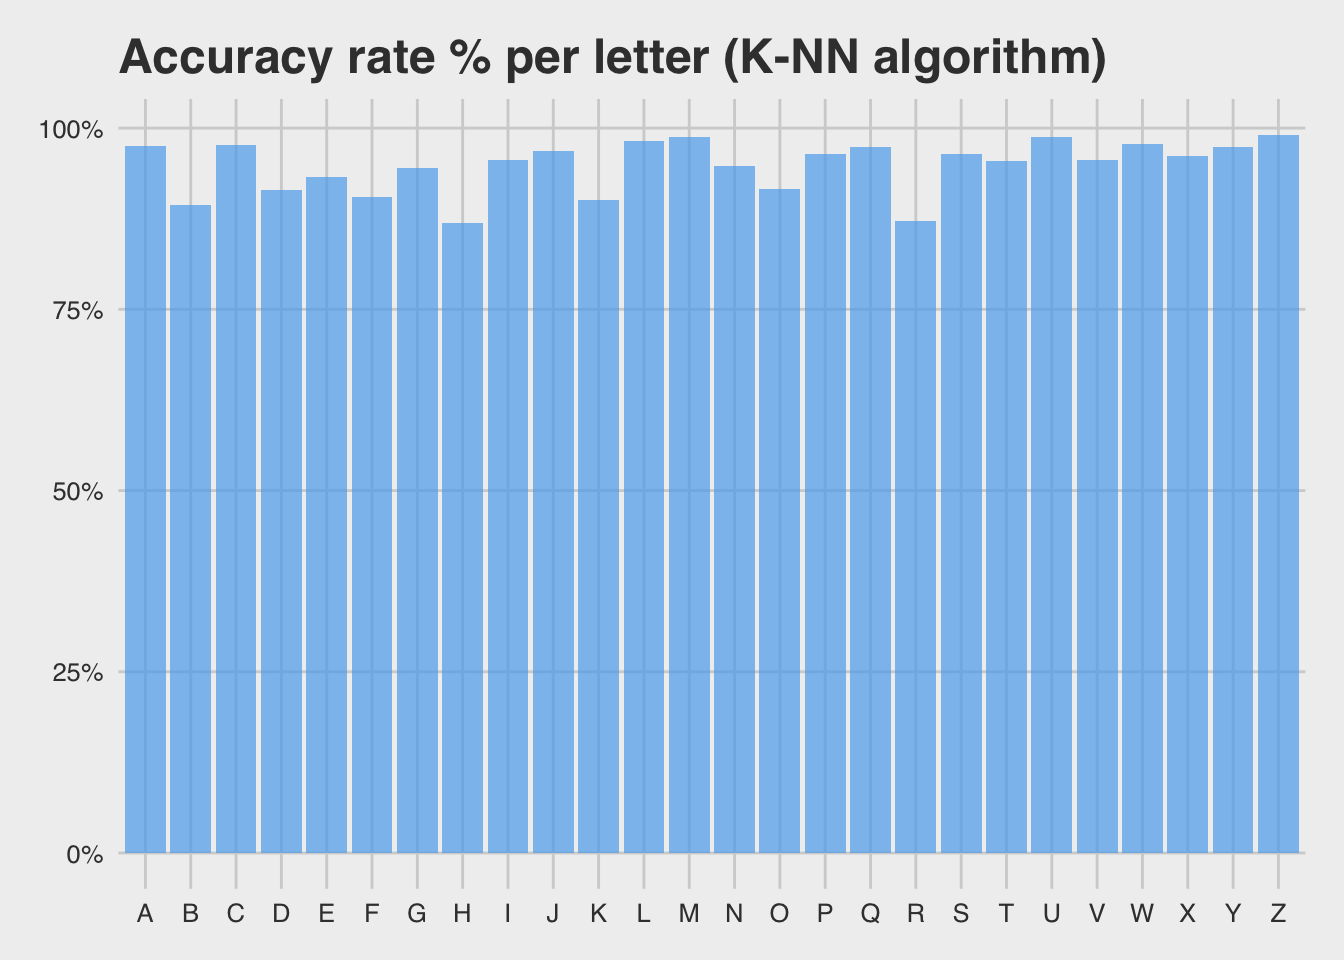 Accuracy rate % per letter (K-NN algorithm)
100%
75%
50%
25%
0%
A B C D E F G H I J K L M N O P Q R S T U V W X Y Z